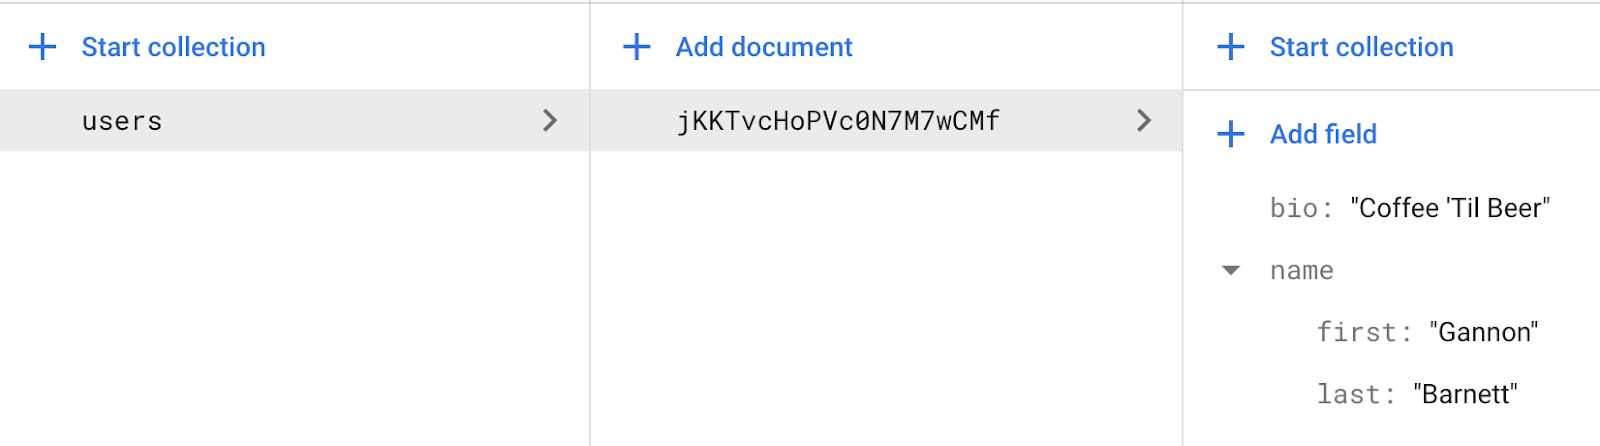 Start collection
users
Add document
jKKTvcHoPVc0N7M7wCMf
Start collection
Add field
bio: "Coffee 'Til Beer"
name
first: "Gannon"
last: "Barnett"